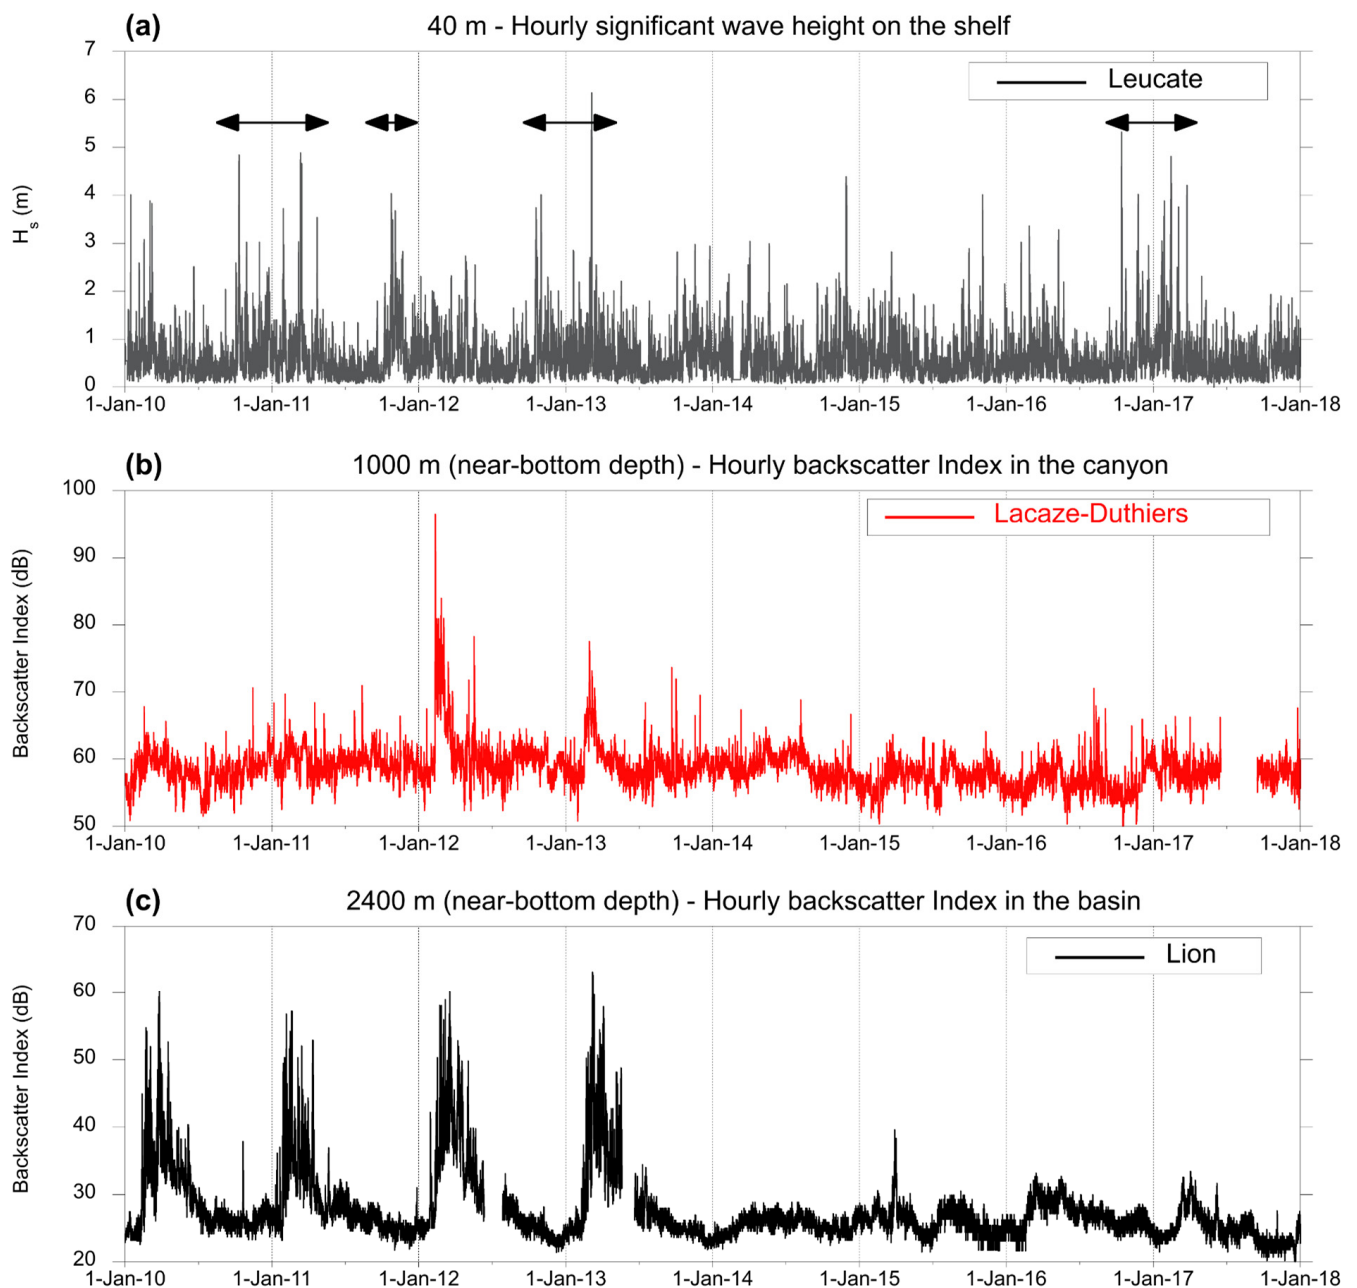 (a) 40 m - Hourly significant wave height on the shelf
7
Leucate
6
5
4
3
2
1
0
Hs (m)
1-Jan-10 1-Jan-11 1-Jan-12 1-Jan-13 1-Jan-14 1-Jan-15 1-Jan-16 1-Jan-17 1-Jan-18
(b) 1000 m (near-bottom depth) - Hourly backscatter Index in the canyon
100
Lacaze-Duthiers
90
80
70
60
50
Backscatter Index (dB)
1-Jan-10 1-Jan-11 1-Jan-12 1-Jan-13 1-Jan-14 1-Jan-15 1-Jan-16 1-Jan-17 1-Jan-18
(c) 2400 m (near-bottom depth) - Hourly backscatter Index in the basin
70
Lion
60
50
40
30
20
Backscatter Index (dB)
1-Jan-10 1-Jan-11 1-Jan-12 1-Jan-13 1-Jan-14 1-Jan-15 1-Jan-16 1-Jan-17 1-Jan-18